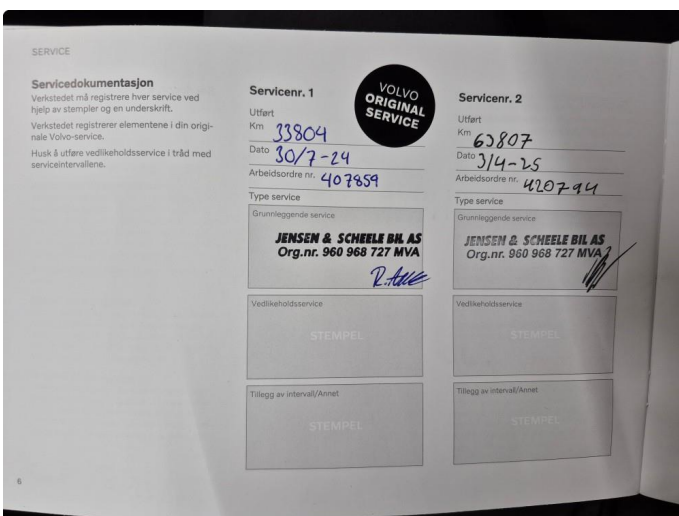 SERVICE
Servicedokumentasjon
Verkstedet må registrere hver service ved
hjelp av stempler og en underskrift.
Verkstedet registrerer elementene i din origi-
nale Volvo-service.
Husk å utføre vedlikeholdsservice i tråd med
serviceintervallene.
Servicenr. 1
VOLVO
ORIGINAL
SERVICE
Utført
Km 33804
Dato 30/7-24
Arbeidsordre nr. 407859
Type service
Grunnleggende service
JENSEN & SCHEELE BIL AS
Org.nr. 960 968 727 MVA
Vedlikeholdsservice
STEMPEL
Tillegg av intervall/Annet
STEMPEL
Servicenr. 2
Utført
Km 63807
Dato 3/4-25
Arbeidsordre nr. 420794
Type service
Grunnleggende service
JENSEN & SCHEELE BIL AS
Org.nr. 960 968 727 MVA
Vedlikeholdsservice
STEMPEL
Tillegg av intervall/Annet
STEMPEL
6